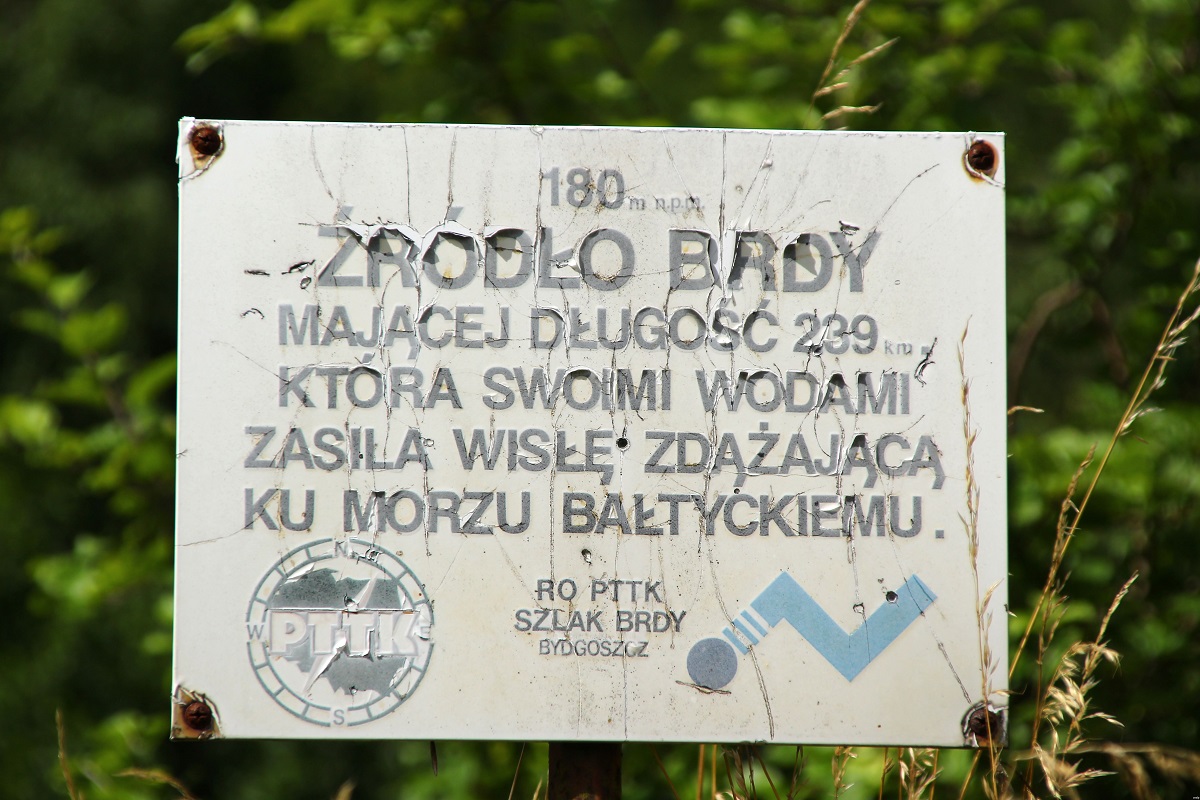 180 m n.p.m.
ŹRÓDŁO BRDY
MAJĄCEJ DŁUGOŚĆ 239 km.
KTÓRA SWOIMI WODAMI
ZASILA WISŁĘ ZDĄŻAJĄCĄ
KU MORZU BAŁTYCKIEMU.
N
W PTTK
S
RO PTTK
SZLAK BRDY
BYDGOSZCZ